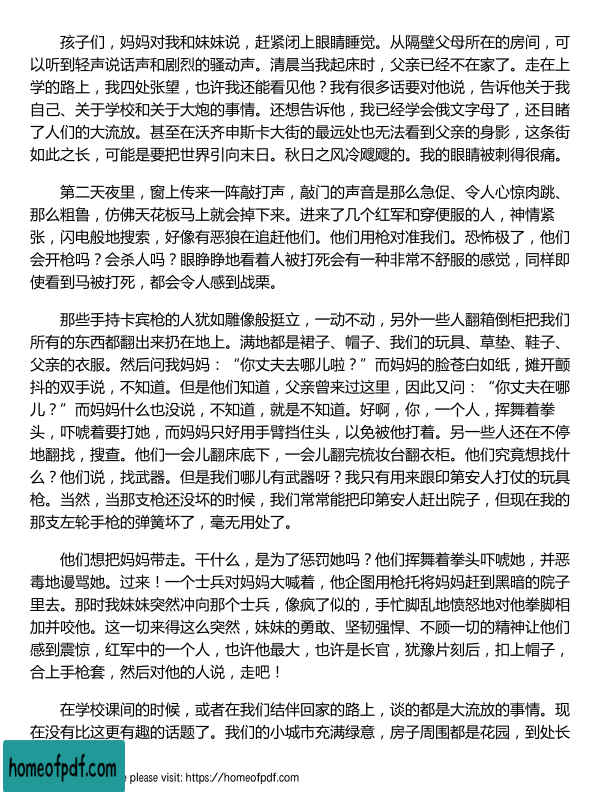 孩子们，妈妈对我和妹妹说，赶紧闭上眼睛睡觉。从隔壁父母所在的房间，可
以听到轻声说话声和剧烈的骚动声。清晨当我起床时，父亲已经不在家了。走在上
学的路上，我四处张望，也许我还能看见他？我有很多话要对他说，告诉他关于我
自己、关于学校和关于大炮的事情。还想告诉他，我已经学会俄文字母了，还目睹
了人们的大流放。甚至在沃齐申斯卡大街的最远处也无法看到父亲的身影，这条街
如此之长，可能是要把世界引向末日。秋日之风冷飕飕的。我的眼睛被刺得很痛。
第二天夜里，窗上传来一阵敲打声，敲门的声音是那么急促、令人心惊肉跳、
那么粗鲁，仿佛天花板马上就会掉下来。进来了几个红军和穿便服的人，神情紧
张，闪电般地搜索，好像有恶狼在追赶他们。他们用枪对准我们。恐怖极了，他们
会开枪吗？会杀人吗？眼睁睁地看着人被打死会有一种非常不舒服的感觉，同样即
使看到马被打死，都会令人感到战栗。
那些手持卡宾枪的人犹如雕像般挺立，一动不动，另外一些人翻箱倒柜把我们
所有的东西都翻出来扔在地上。满地都是裙子、帽子、我们的玩具、草垫、鞋子、
父亲的衣服。然后问我妈妈：“你丈夫去哪儿啦？”而妈妈的脸苍白如纸，摊开颤
抖的双手说，不知道。但是他们知道，父亲曾来过这里，因此又问：“你丈夫在哪
儿？”而妈妈什么也没说，不知道，就是不知道。好啊，你，一个人，挥舞着拳
头，吓唬着要打她，而妈妈只好用手臂挡住头，以免被他打着。另一些人还在不停
地翻找，搜查。他们一会儿翻床底下，一会儿翻完梳妆台翻衣柜。他们究竟想找什
么？他们说，找武器。但是我们哪儿有武器呀？我只有用来跟印第安人打仗的玩具
枪。当然，当那支枪还没坏的时候，我们常常能把印第安人赶出院子，但现在我的
那支左轮手枪的弹簧坏了，毫无用处了。
他们想把妈妈带走。干什么，是为了惩罚她吗？他们挥舞着拳头吓唬她，并恶
毒地谩骂她。过来！一个士兵对妈妈大喊着，他企图用枪托将妈妈赶到黑暗的院子
里去。那时我妹妹突然冲向那个士兵，像疯了似的，手忙脚乱地愤怒地对他拳脚相
加并咬他。这一切来得这么突然，妹妹的勇敢、坚韧强悍、不顾一切的精神让他们
感到震惊，红军中的一个人，也许他最大，也许是长官，犹豫片刻后，扣上帽子，
合上手枪套，然后对他的人说，走吧！
在学校课间的时候，或者在我们结伴回家的路上，谈的都是大流放的事情。现
在没有比这更有趣的话题了。我们的小城市充满绿意，房子周围都是花园，到处长
homeofpdf.com
e please visit: https://homeofpdf.com